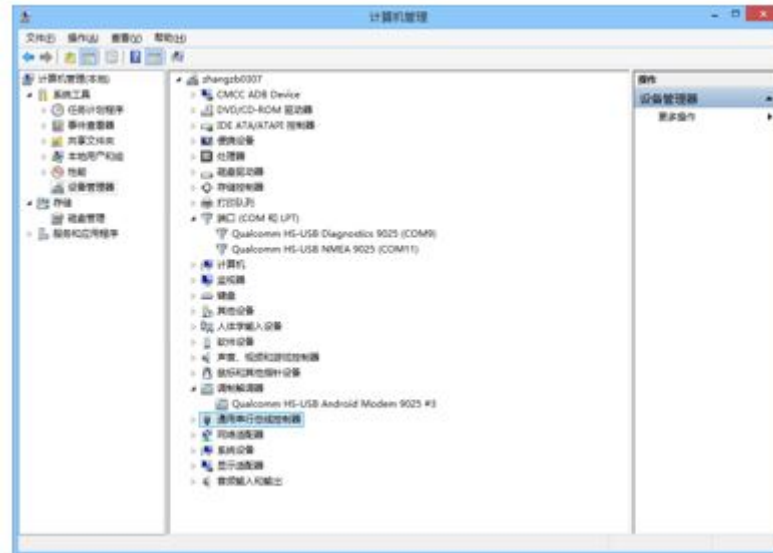 计算机管理
文件(F) 操作(A) 查看(V) 帮助(H)
计算机管理(本地)
系统工具
任务计划程序
事件查看器
共享文件夹
本地用户和组
性能
设备管理器
存储
磁盘管理
服务和应用程序
zhangzb0307
CMCC ADB Device
DVD/CD-ROM 驱动器
IDE ATA/ATAPI 控制器
便携设备
处理器
磁盘驱动器
存储控制器
打印队列
端口 (COM 和 LPT)
Qualcomm HS-USB Diagnostics 9025 (COM9)
Qualcomm HS-USB NMEA 9025 (COM11)
计算机
监视器
键盘
其他设备
人体学输入设备
软件设备
声音、视频和游戏控制器
鼠标和其他指针设备
调制解调器
Qualcomm HS-USB Android Modem 9025 #3
通用串行总线控制器
网络适配器
系统设备
显示适配器
音频输入和输出
操作
设备管理器
更多操作